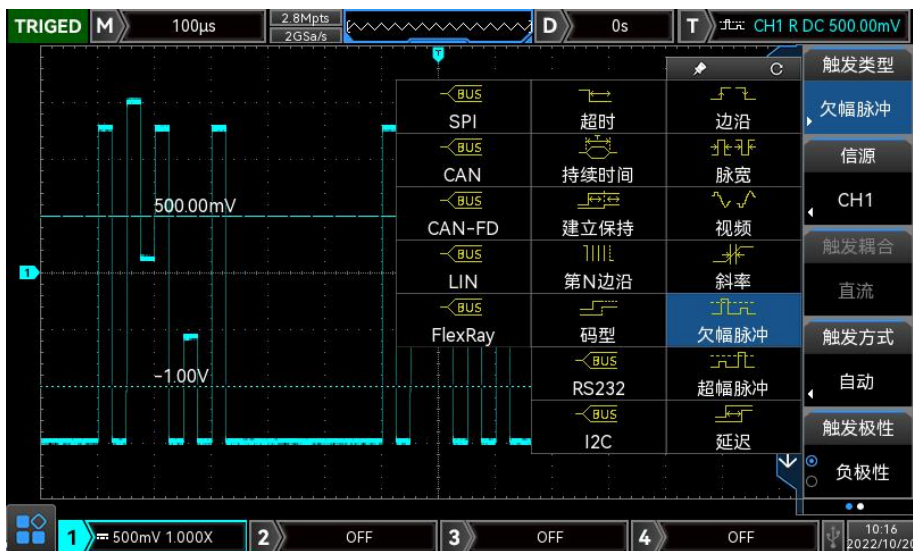 TRIGED M 100μs 2.8Mpts D 0s T CH1 R DC 500.00mV
2GSa/s
触发类型
欠幅脉冲
信源
CH1
触发耦合
直流
触发方式
自动
触发极性
负极性
BUS
SPI 超时 边沿
BUS T
CAN 持续时间 脉宽
BUS
CAN-FD 建立保持 视频
BUS
LIN 第N边沿 斜率
BUS
FlexRay 码型 欠幅脉冲
BUS
RS232 超幅脉冲
BUS
I2C 延迟
T
500.00mV
1
-1.00V
1 500mV 1.000X 2 OFF 3 OFF 4 OFF
10:16
2022/10/20